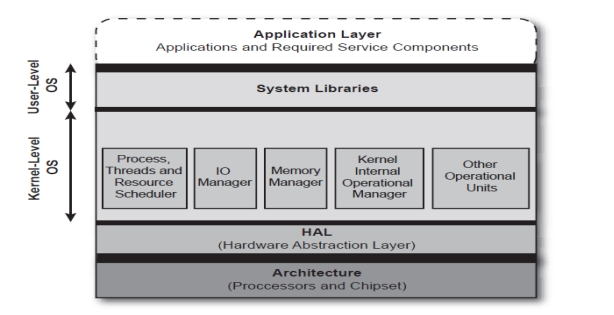 Application Layer
Applications and Required Service Components
User-Level
OS
System Libraries
Kernel-Level
OS
Process,
Threads and
Resource
Scheduler
IO
Manager
Memory
Manager
Kernel
Internal
Operational
Manager
Other
Operational
Units
HAL
(Hardware Abstraction Layer)
Architecture
(Proccessors and Chipset)